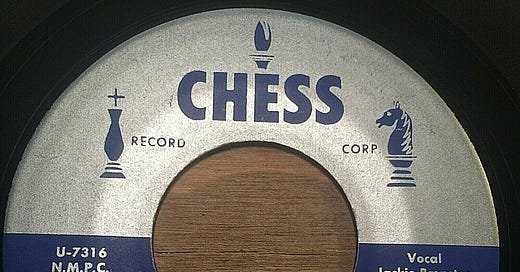 CHESS
RECORD CORP
U-7316
N.M.P.C.
Vocal